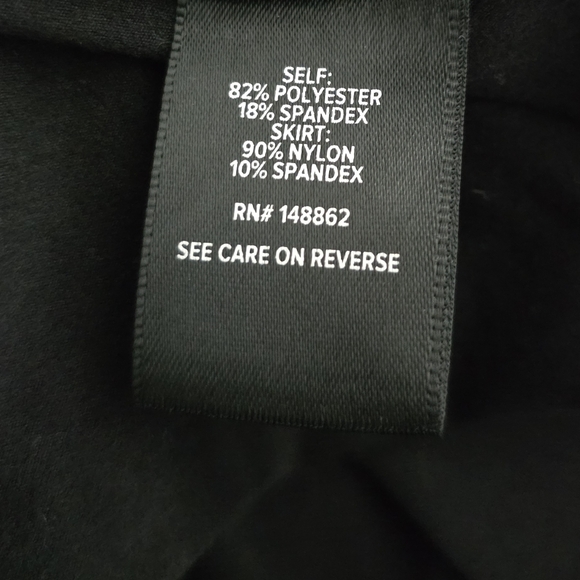 SELF:
82% POLYESTER
18% SPANDEX
SKIRT:
90% NYLON
10% SPANDEX
RN# 148862
SEE CARE ON REVERSE